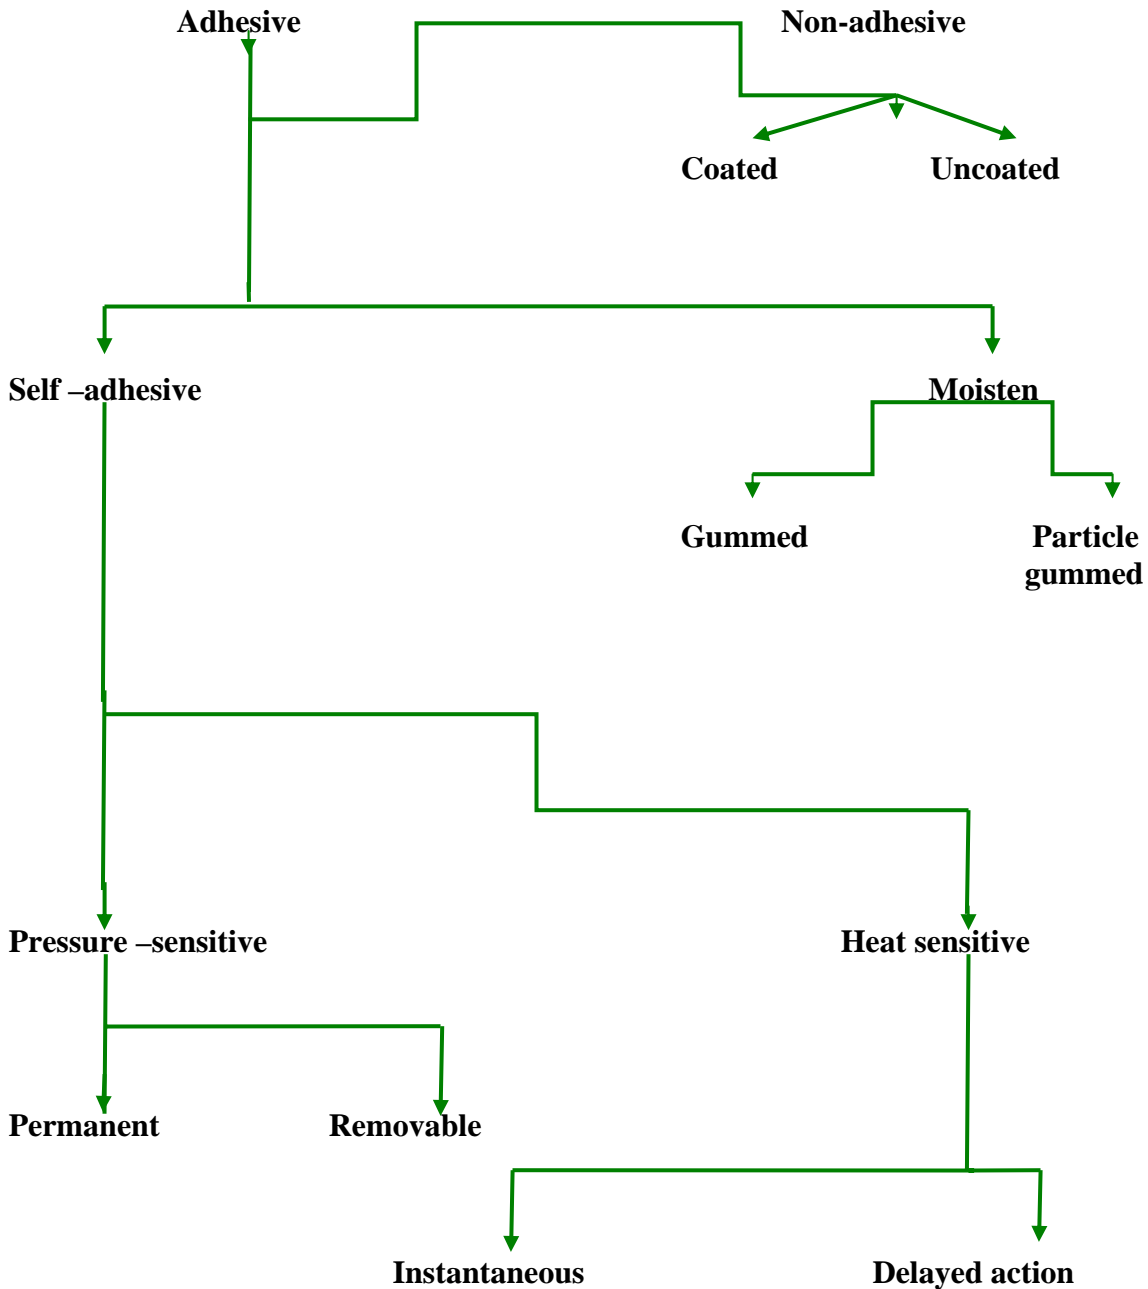 Adhesive
Non-adhesive
Coated
Uncoated
Self –adhesive
Moisten
Gummed
Particle
gummed
Pressure –sensitive
Heat sensitive
Permanent
Removable
Instantaneous
Delayed action